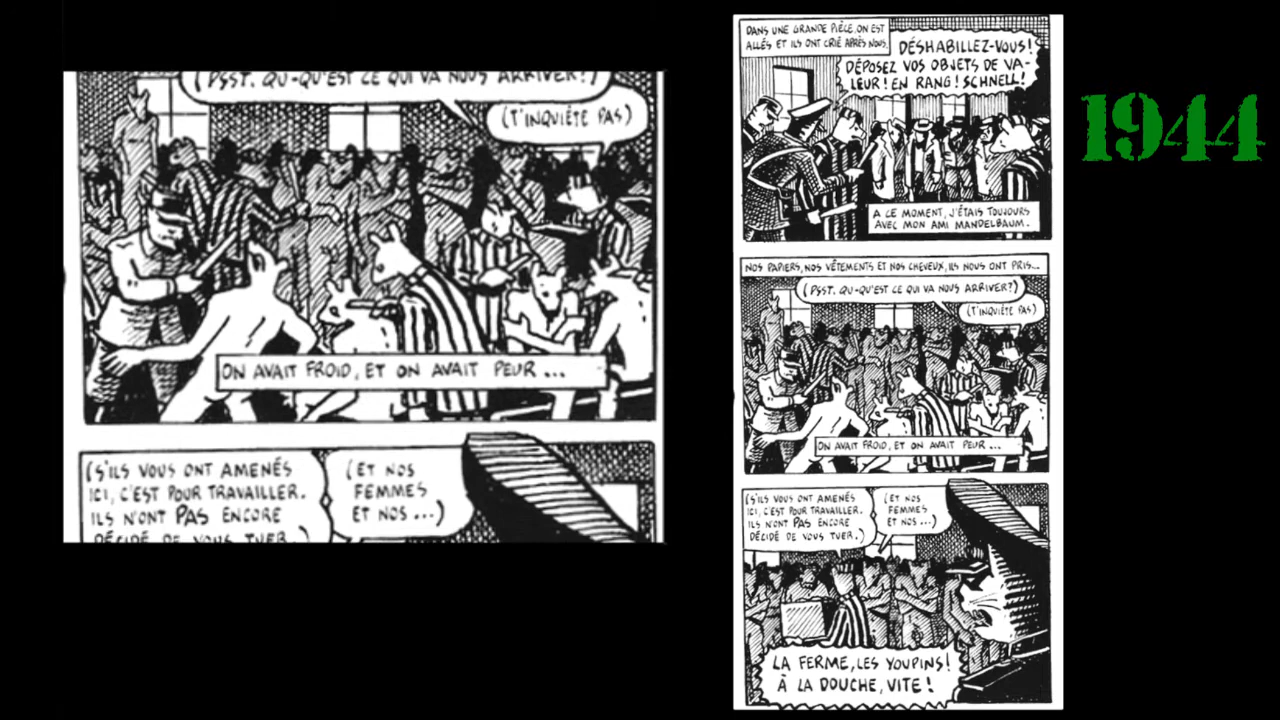 (PSST. QU-QU'EST CE QUI VA NOUS ARRIVER?)
(T'INQUIÈTE PAS)
ON AVAIT FROID, ET ON AVAIT PEUR...
(S'ILS VOUS ONT AMENÉS
ICI, C'EST POUR TRAVAILLER.
ILS N'ONT PAS ENCORE
DÉCIDÉ DE VOUS TUER.)
(ET NOS
FEMMES
ET NOS...)
DANS UNE GRANDE PIÈCE, ON EST
ALLÉS ET ILS ONT CRIÉ APRÈS NOUS.
DÉSHABILLEZ-VOUS!
DÉPOSEZ VOS OBJETS DE VA-
LEUR! EN RANG! SCHNELL!
A CE MOMENT, J'ÉTAIS TOUJOURS
AVEC MON AMI MANDELBAUM.
NOS PAPIERS, NOS VÊTEMENTS ET NOS CHEVEUX, ILS NOUS ONT PRIS...
(PSST. QU-QU'EST CE QUI VA NOUS ARRIVER?)
(T'INQUIÈTE PAS)
ON AVAIT FROID, ET ON AVAIT PEUR...
(S'ILS VOUS ONT AMENÉS
ICI, C'EST POUR TRAVAILLER.
ILS N'ONT PAS ENCORE
DÉCIDÉ DE VOUS TUER.)
(ET NOS
FEMMES
ET NOS...)
LA FERME, LES YOUPINS!
À LA DOUCHE, VITE!
1944